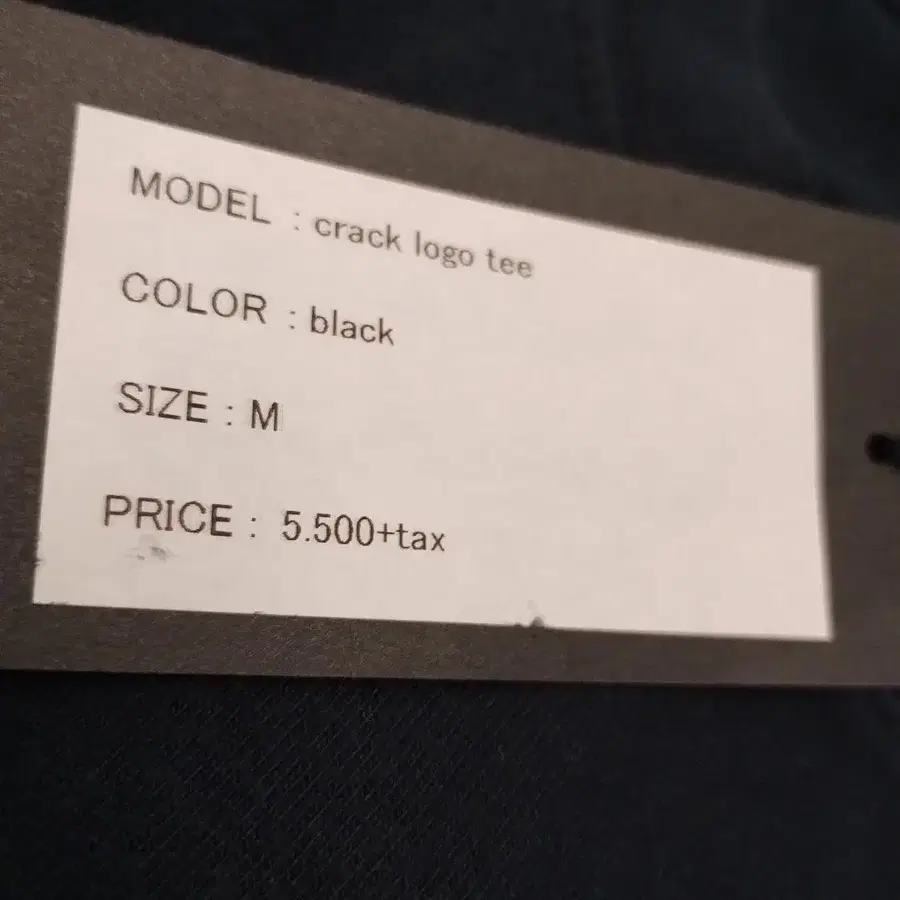 MODEL : crack logo tee
COLOR : black
SIZE : M
PRICE : 5.500+tax